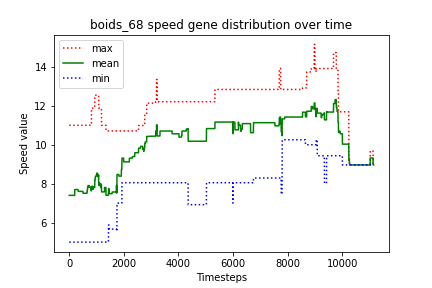 boids_68 speed gene distribution over time
max
mean
min
Speed value
14
12
10
8
6
0
2000
4000
6000
8000
10000
Timesteps